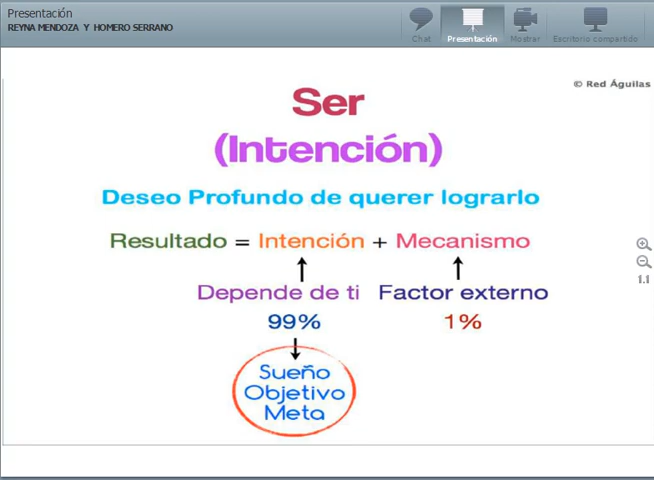 Presentación
REYNA MENDOZA Y HOMERO SERRANO
Chat Presentación Mostrar Escritorio compartido
© Red Águilas
Ser
(Intención)
Deseo Profundo de querer lograrlo
Resultado = Intención + Mecanismo
Depende de ti Factor externo
99% 1%
Sueño
Objetivo
Meta
1.1